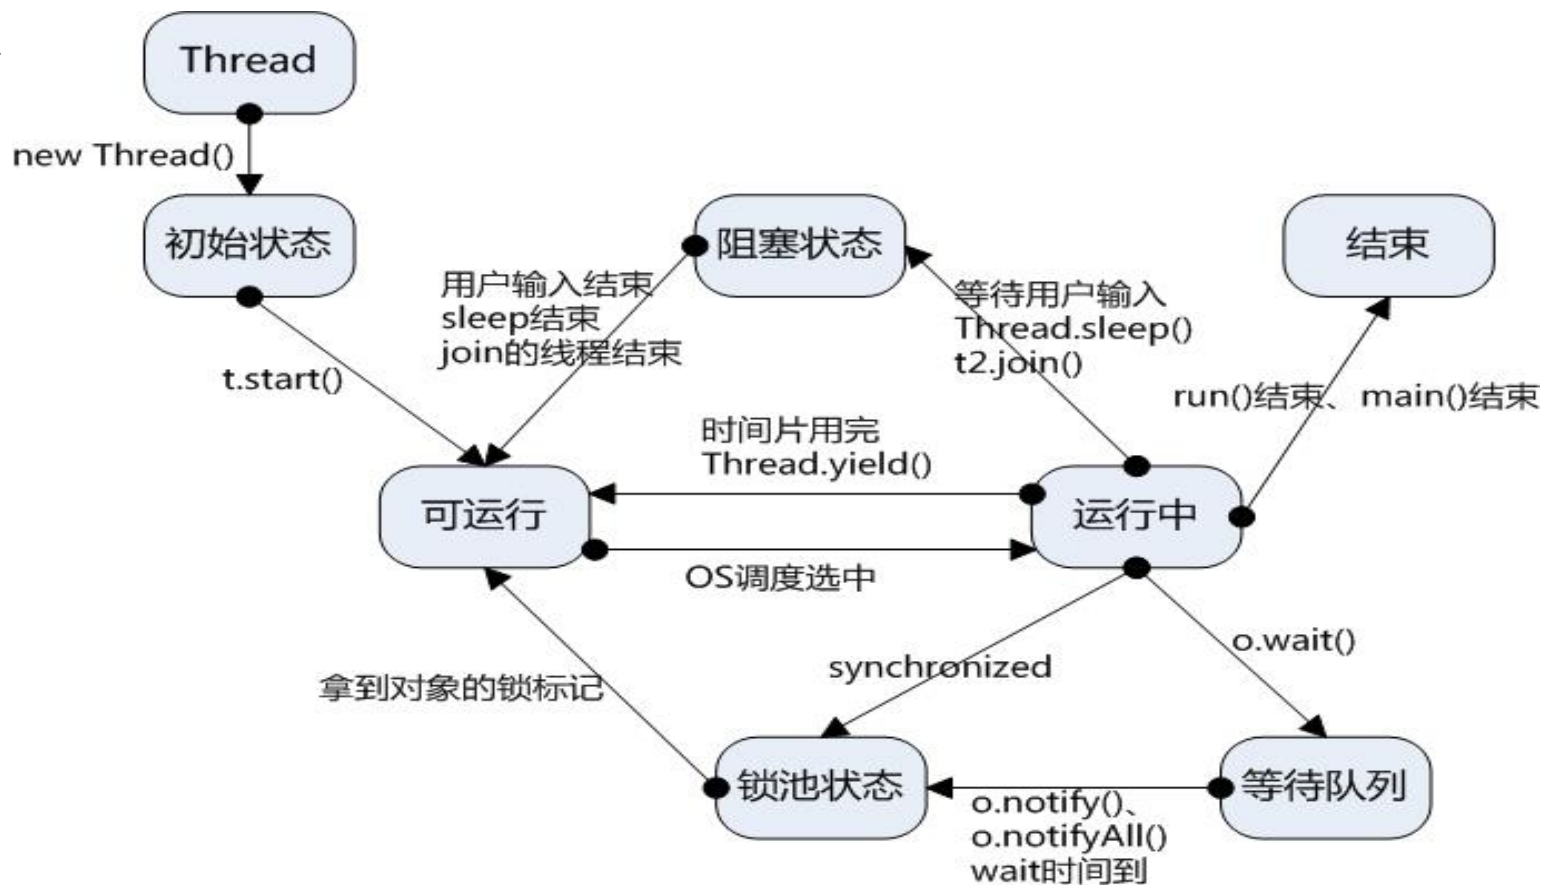 Thread
new Thread()
初始状态
阻塞状态
结束
用户输入结束
sleep结束
join的线程结束
等待用户输入
Thread.sleep()
t2.join()
t.start()
run()结束、main()结束
时间片用完
Thread.yield()
可运行
运行中
OS调度选中
synchronized
o.wait()
拿到对象的锁标记
锁池状态
等待队列
o.notify()、
o.notifyAll()
wait时间到